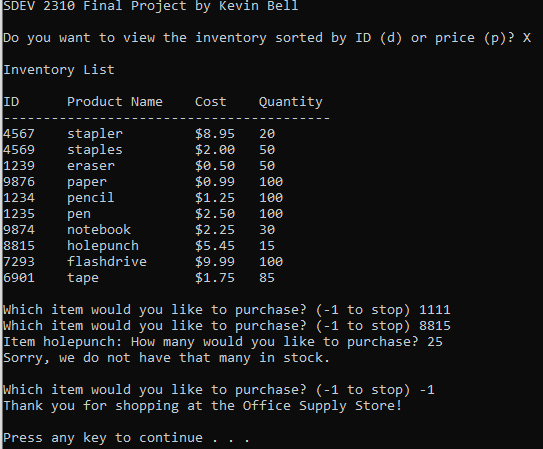 SDEV 2310 Final Project by Kevin Bell
Do you want to view the inventory sorted by ID (d) or price (p)? X
Inventory List
ID      Product Name    Cost    Quantity
-----------------------------------------
4567    stapler         $8.95   20
4569    staples         $2.00   50
1239    eraser          $0.50   50
9876    paper           $0.99   100
1234    pencil          $1.25   100
1235    pen             $2.50   100
9874    notebook        $2.25   30
8815    holepunch       $5.45   15
7293    flashdrive      $9.99   100
6901    tape            $1.75   85
Which item would you like to purchase? (-1 to stop) 1111
Which item would you like to purchase? (-1 to stop) 8815
Item holepunch: How many would you like to purchase? 25
Sorry, we do not have that many in stock.
Which item would you like to purchase? (-1 to stop) -1
Thank you for shopping at the Office Supply Store!
Press any key to continue . . .